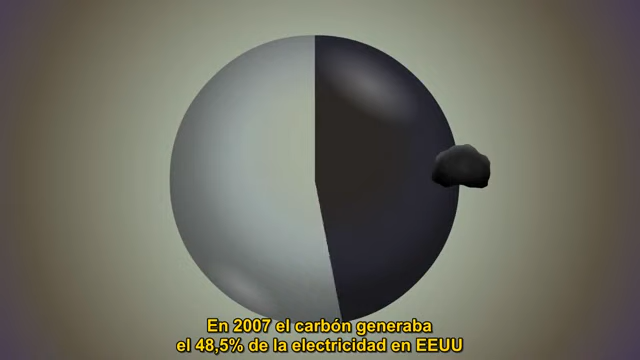 En 2007 el carbón generaba
el 48,5% de la electricidad en EEUU